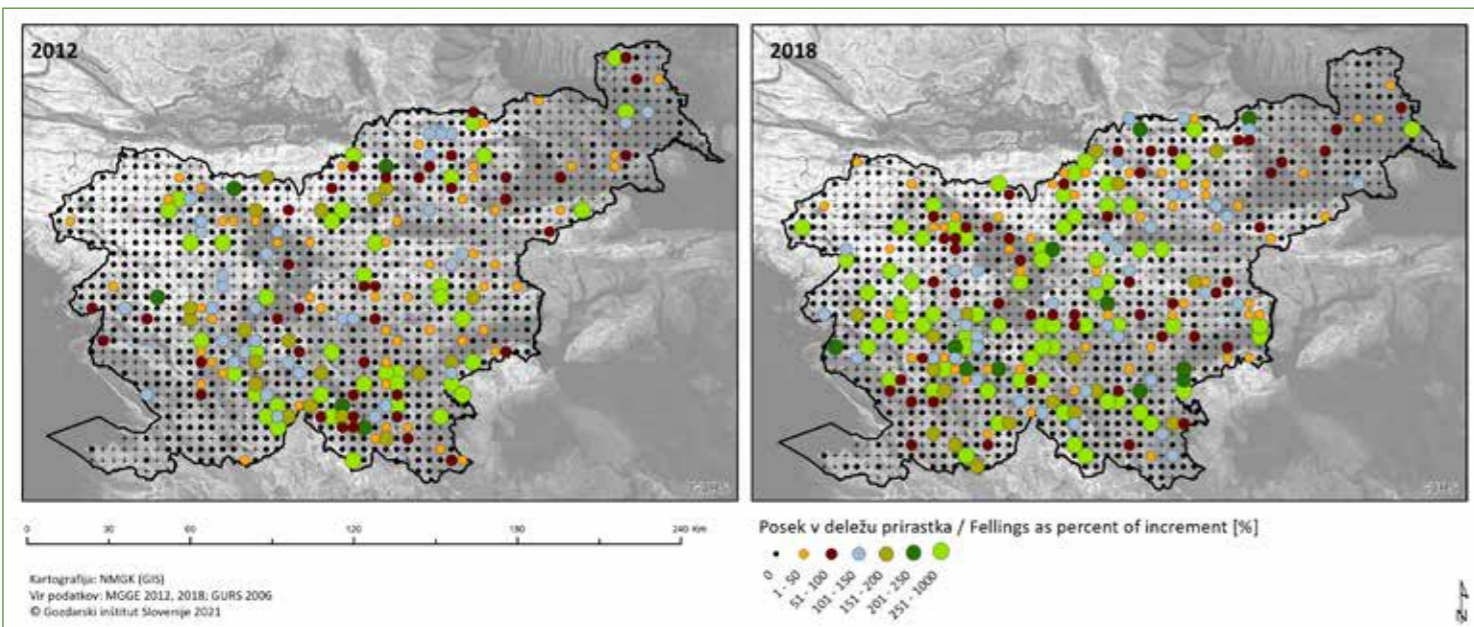 2012
2018
0 30 60 120 180 240 Km
Posek v deležu prirastka / Fellings as percent of increment [%]
0
1 - 50
51 - 100
101 - 150
151 - 200
201 - 250
251 - 1000
Kartografija: NMGK (GIS)
Vir podatkov: MGGE 2012, 2018; GURS 2006
© Gozdarski inštitut Slovenije 2021